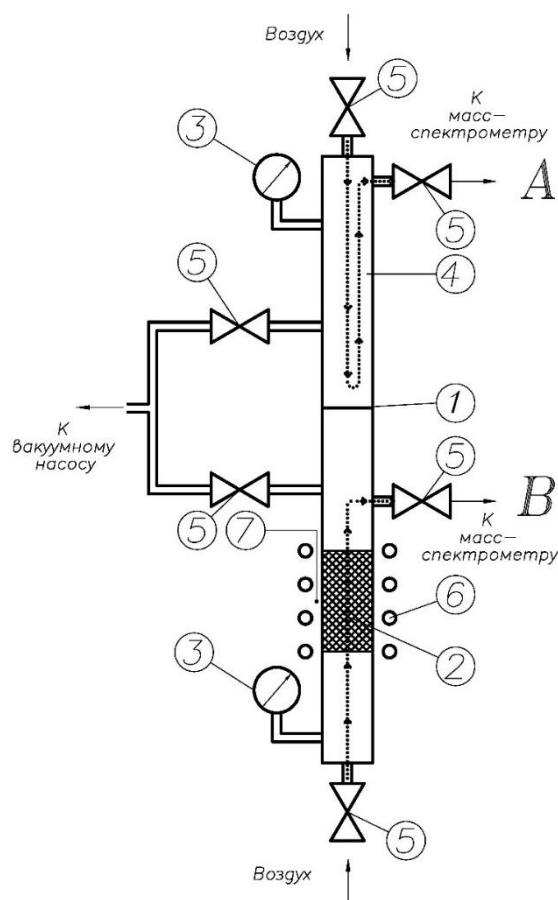 Воздух
5
К
масс-
спектрометру
3
A
5
4
5
1
К
вакуумному
насосу
5
B
5
7
К
масс-
спектрометру
6
3
2
5
Воздух